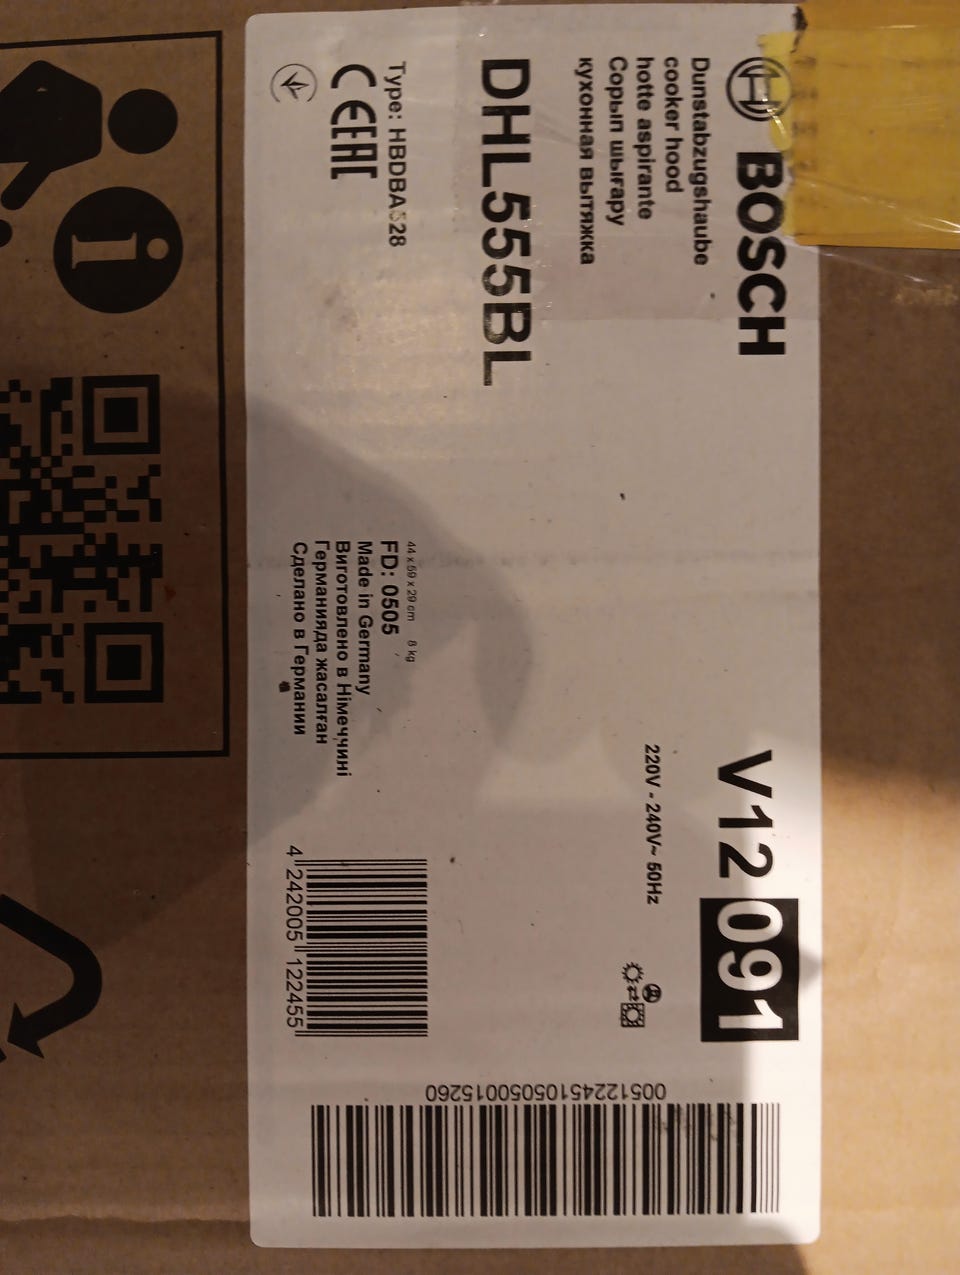 BOSCH
Dunstabzugshaube
cooker hood
hotte aspirante
Сорып шығару
кухонная вытяжка
DHL555BL
Type: HBDBA528
CE EAC
V12 091
220V - 240V~ 50Hz
44 x 59 x 29 cm 8 kg
FD: 0505
Made in Germany
Виготовлено в Німеччині
Германияда жасалған
Сделано в Германии
4 242005 122455
00512245105050015260
i